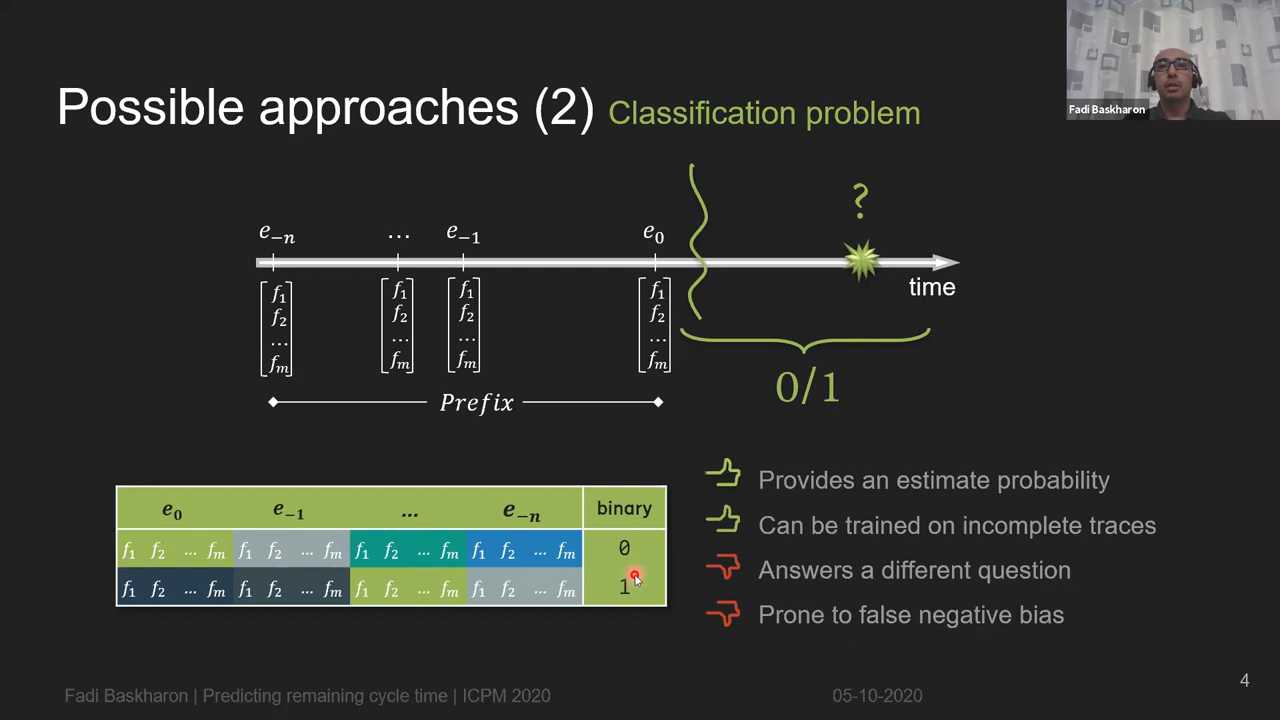 Fadi Baskharon
Possible approaches (2) Classification problem
?
e₋ₙ … e₋₁ e₀
time
f₁ f₁ f₁ f₁
f₂ f₂ f₂ f₂
… … … …
fₘ fₘ fₘ fₘ
0/1
Prefix
e₀ e₋₁ … e₋ₙ binary
f₁ f₂ … fₘ f₁ f₂ … fₘ f₁ f₂ … fₘ f₁ f₂ … fₘ 0
f₁ f₂ … fₘ f₁ f₂ … fₘ f₁ f₂ … fₘ f₁ f₂ … fₘ 1
Provides an estimate probability
Can be trained on incomplete traces
Answers a different question
Prone to false negative bias
Fadi Baskharon | Predicting remaining cycle time | ICPM 2020
05-10-2020
4